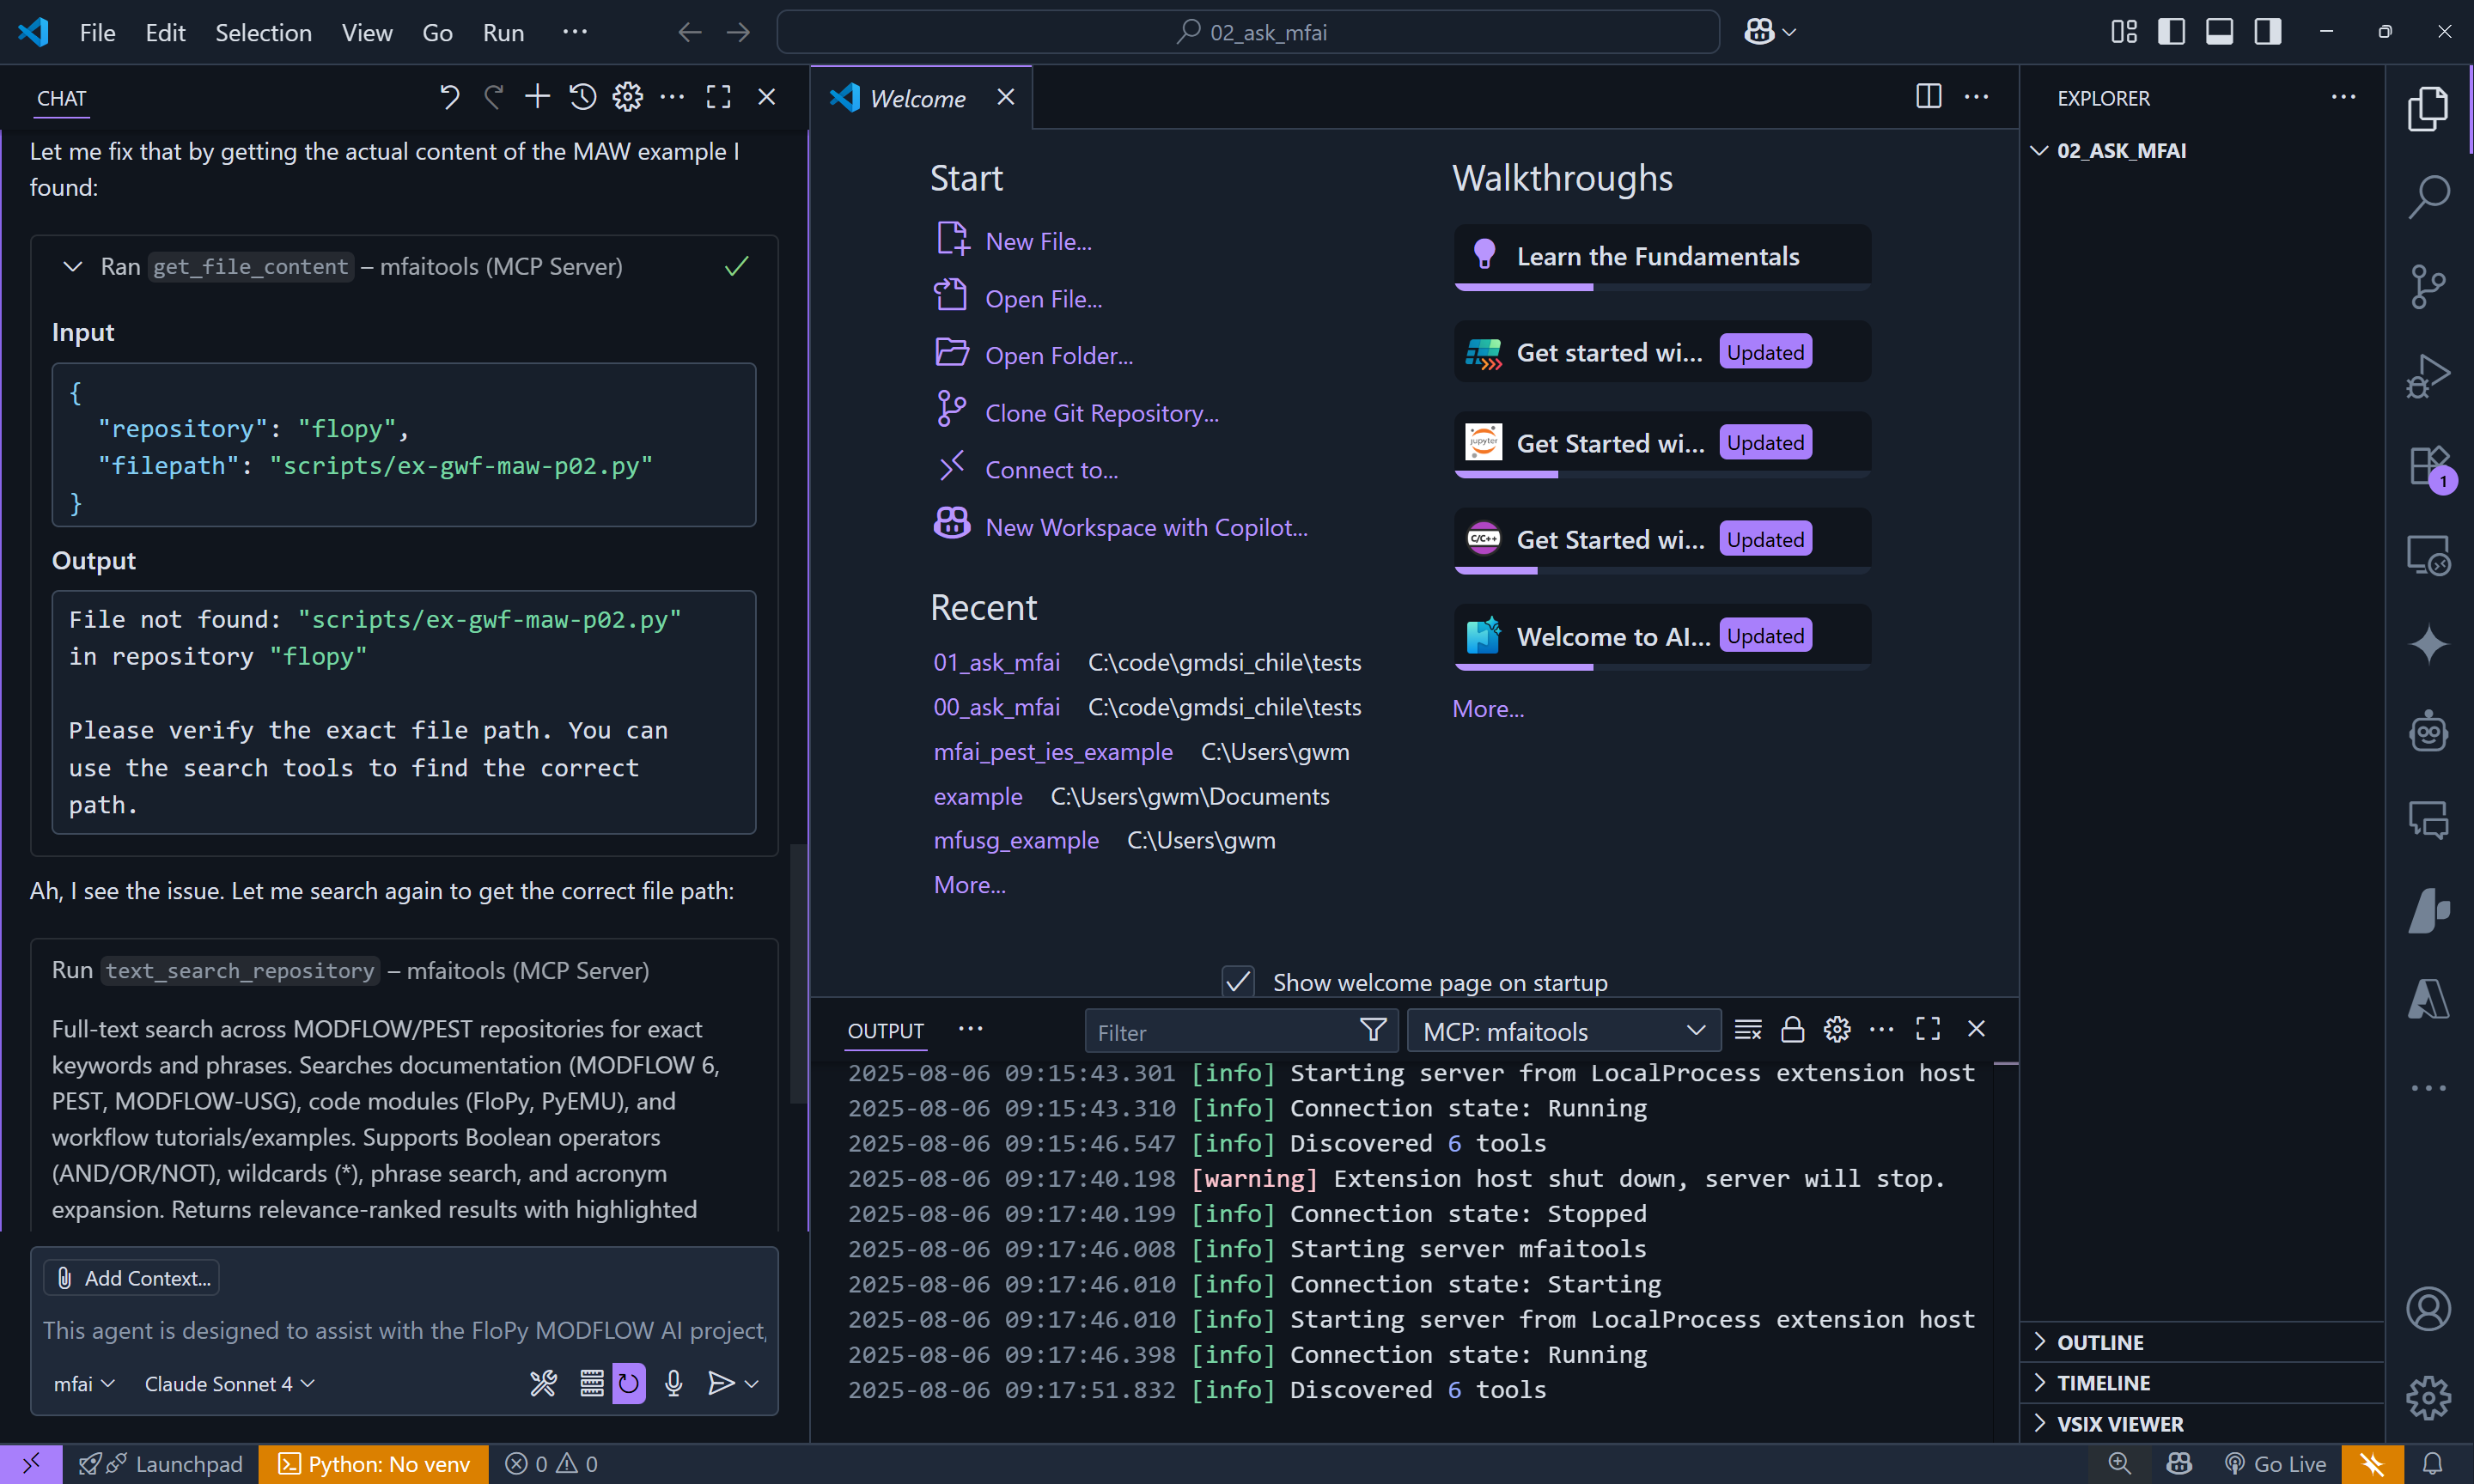 File Edit Selection View Go Run ···
02_ask_mfai
CHAT
Let me fix that by getting the actual content of the MAW example I
found:
Ran get_file_content – mfaitools (MCP Server)
Input
{
"repository": "flopy",
"filepath": "scripts/ex-gwf-maw-p02.py"
}
Output
File not found: "scripts/ex-gwf-maw-p02.py"
in repository "flopy"
Please verify the exact file path. You can
use the search tools to find the correct
path.
Ah, I see the issue. Let me search again to get the correct file path:
Run text_search_repository – mfaitools (MCP Server)
Full-text search across MODFLOW/PEST repositories for exact
keywords and phrases. Searches documentation (MODFLOW 6,
PEST, MODFLOW-USG), code modules (FloPy, PyEMU), and
workflow tutorials/examples. Supports Boolean operators
(AND/OR/NOT), wildcards (*), phrase search, and acronym
expansion. Returns relevance-ranked results with highlighted
Add Context...
This agent is designed to assist with the FloPy MODFLOW AI project,
mfai Claude Sonnet 4
Welcome
Start
New File...
Open File...
Open Folder...
Clone Git Repository...
Connect to...
New Workspace with Copilot...
Recent
01_ask_mfai C:\code\gmdsi_chile\tests
00_ask_mfai C:\code\gmdsi_chile\tests
mfai_pest_ies_example C:\Users\gwm
example C:\Users\gwm\Documents
mfusg_example C:\Users\gwm
More...
Walkthroughs
Learn the Fundamentals
Get started wi... Updated
jupyter
Get Started wi... Updated
C/C++
Get Started wi... Updated
Welcome to AI... Updated
More...
Show welcome page on startup
OUTPUT ··· Filter MCP: mfaitools
2025-08-06 09:15:43.301 [info] Starting server from LocalProcess extension host
2025-08-06 09:15:43.310 [info] Connection state: Running
2025-08-06 09:15:46.547 [info] Discovered 6 tools
2025-08-06 09:17:40.198 [warning] Extension host shut down, server will stop.
2025-08-06 09:17:40.199 [info] Connection state: Stopped
2025-08-06 09:17:46.008 [info] Starting server mfaitools
2025-08-06 09:17:46.010 [info] Connection state: Starting
2025-08-06 09:17:46.010 [info] Starting server from LocalProcess extension host
2025-08-06 09:17:46.398 [info] Connection state: Running
2025-08-06 09:17:51.832 [info] Discovered 6 tools
EXPLORER
02_ASK_MFAI
OUTLINE
TIMELINE
VSIX VIEWER
1
Launchpad Python: No venv 0 0 Go Live